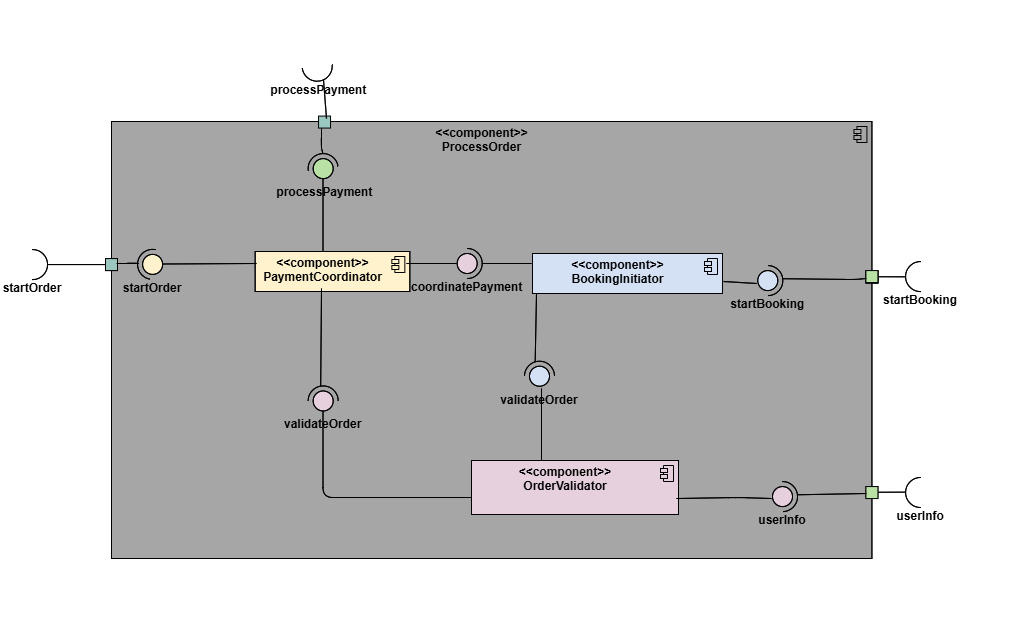 processPayment
<<component>>
ProcessOrder
processPayment
startOrder
startOrder
<<component>>
PaymentCoordinator
coordinatePayment
<<component>>
BookingInitiator
startBooking
startBooking
validateOrder
validateOrder
<<component>>
OrderValidator
userInfo
userInfo